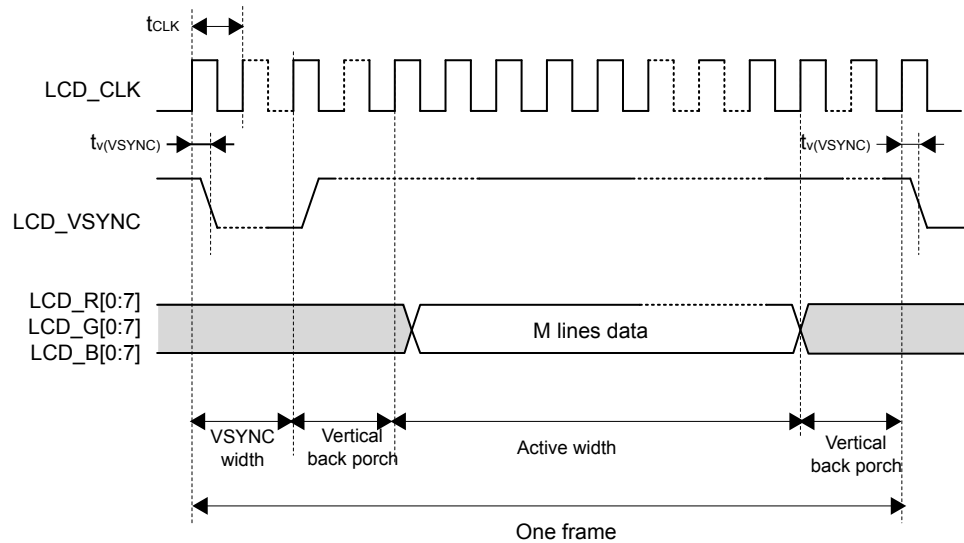 tCLK
LCD_CLK
tv(VSYNC)
tv(VSYNC)
LCD_VSYNC
LCD_R[0:7]
LCD_G[0:7]
LCD_B[0:7]
M lines data
VSYNC
width
Vertical
back porch
Active width
Vertical
back porch
One frame